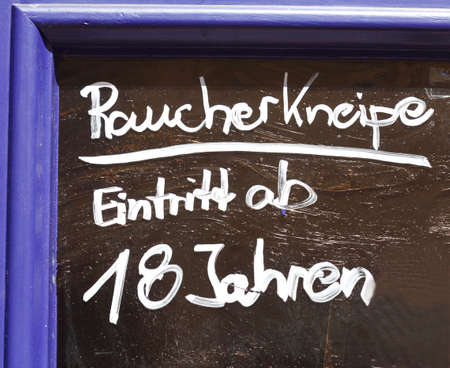 Raucherkneipe
Eintritt ab
18 Jahren